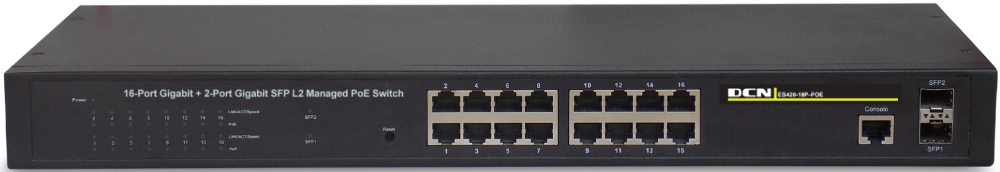 16-Port Gigabit + 2-Port Gigabit SFP L2 Managed PoE Switch
Power
LNK/ACT/Speed
2 4 6 8 10 12 14 16
PoE
LNK/ACT/Speed
1 3 5 7 9 11 13 15
PoE
SFP2
SFP1
Reset
2 4 6 8 10 12 14 16
1 3 5 7 9 11 13 15
DCN ES420-18P-POE
Console
SFP2
SFP1